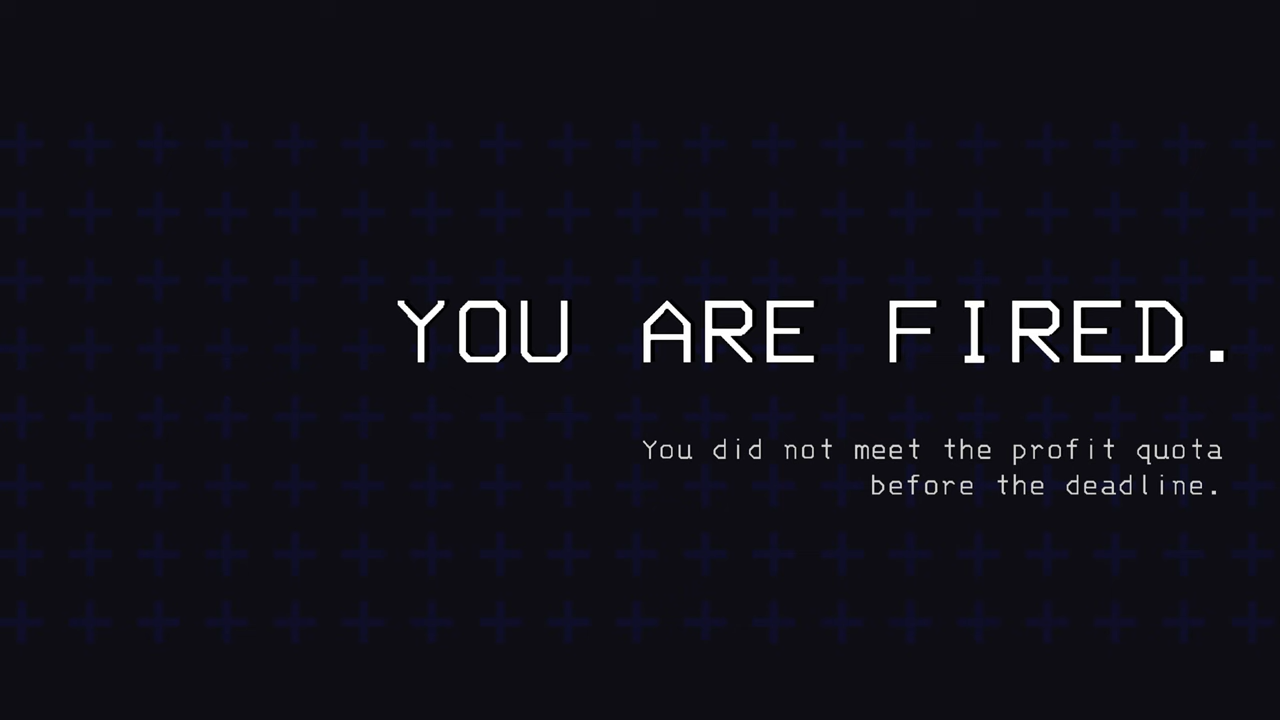 YOU ARE FIRED.
You did not meet the profit quota
before the deadline.